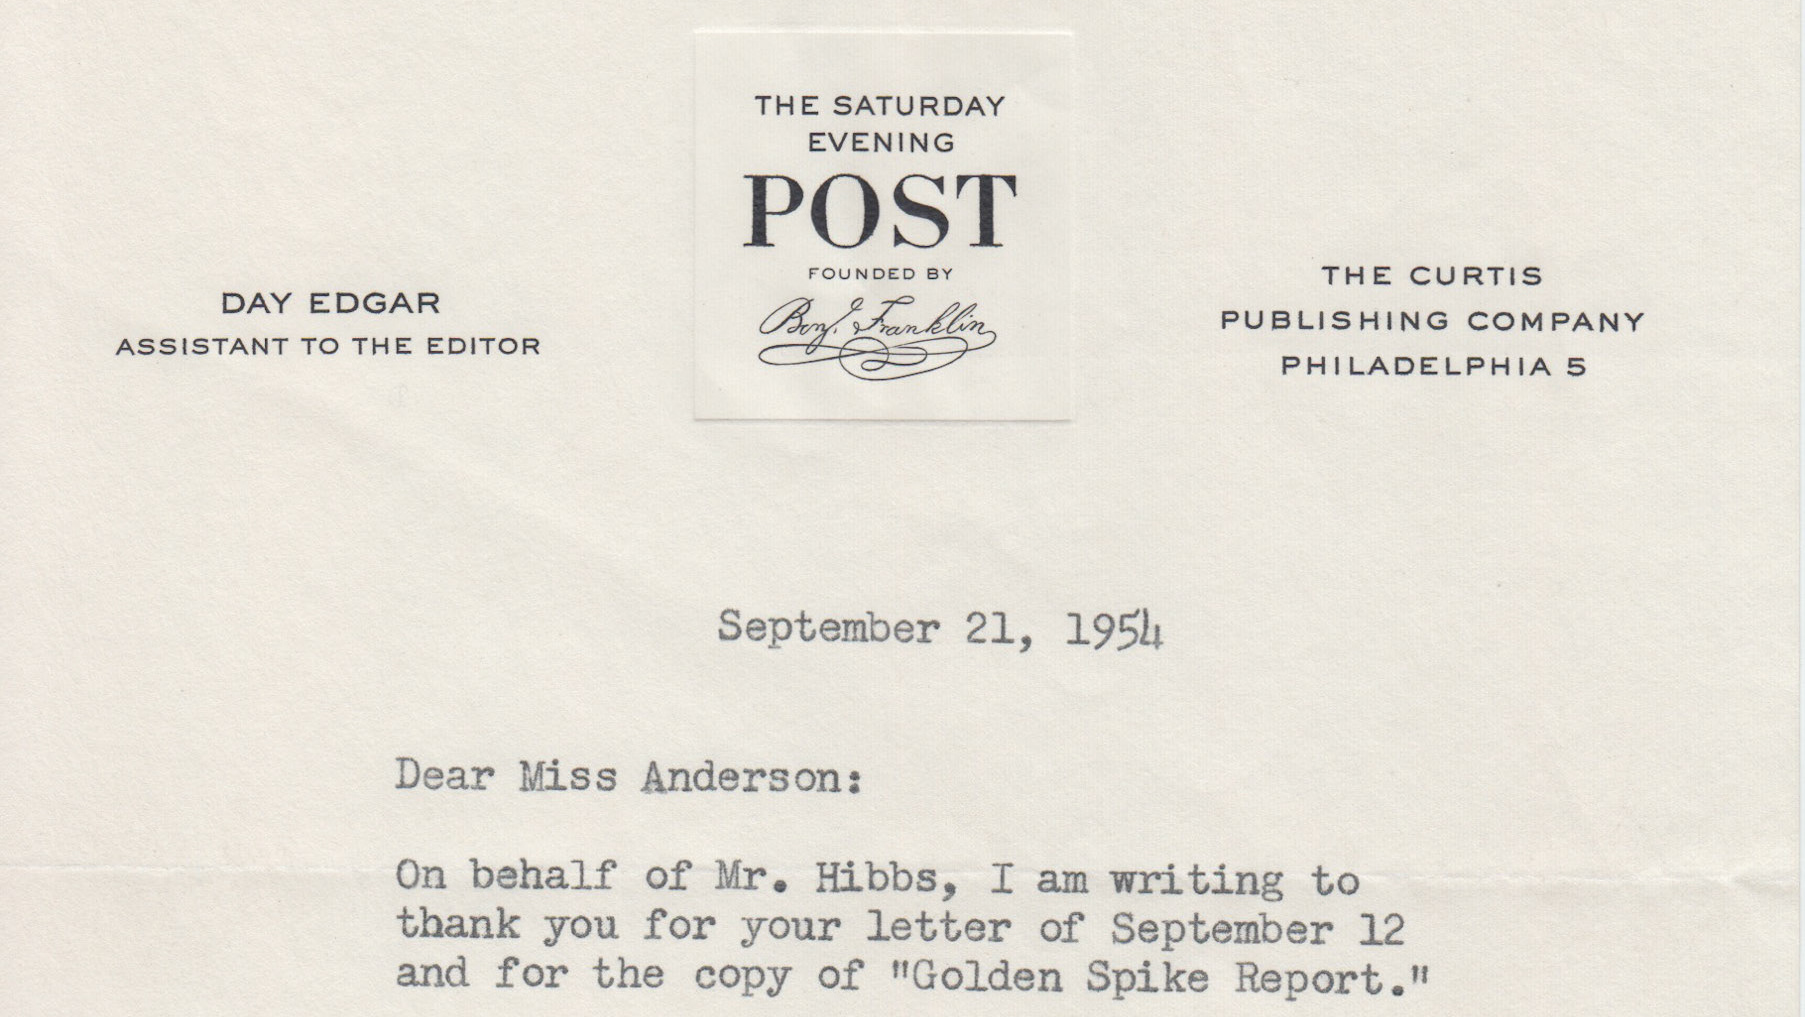 THE SATURDAY
EVENING
POST
FOUNDED BY
Benj. Franklin
DAY EDGAR
ASSISTANT TO THE EDITOR
THE CURTIS
PUBLISHING COMPANY
PHILADELPHIA 5
September 21, 1954
Dear Miss Anderson:
On behalf of Mr. Hibbs, I am writing to
thank you for your letter of September 12
and for the copy of "Golden Spike Report."